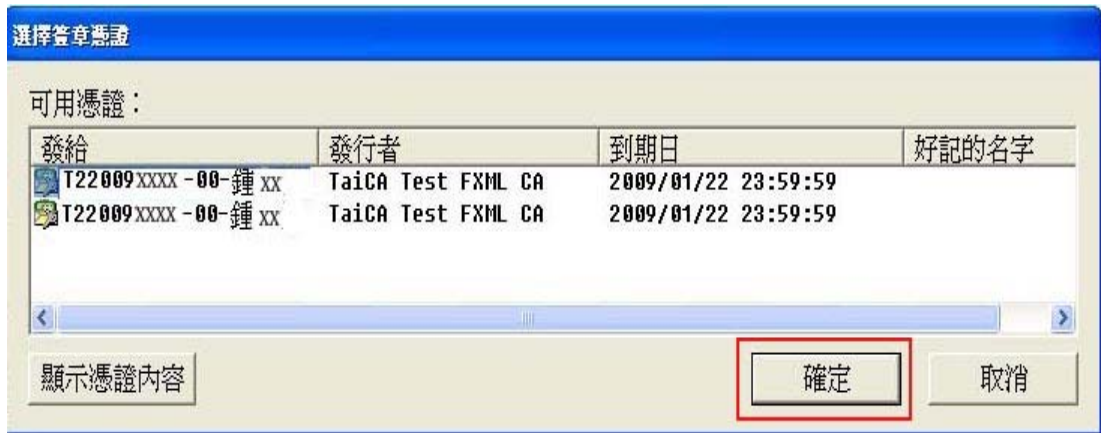 選擇簽章憑證
可用憑證：
發給 發行者 到期日 好記的名字
T22009XXXX-00-鍾xx TaiCA Test FXML CA 2009/01/22 23:59:59
T22009XXXX-00-鍾xx TaiCA Test FXML CA 2009/01/22 23:59:59
顯示憑證內容 確定 取消